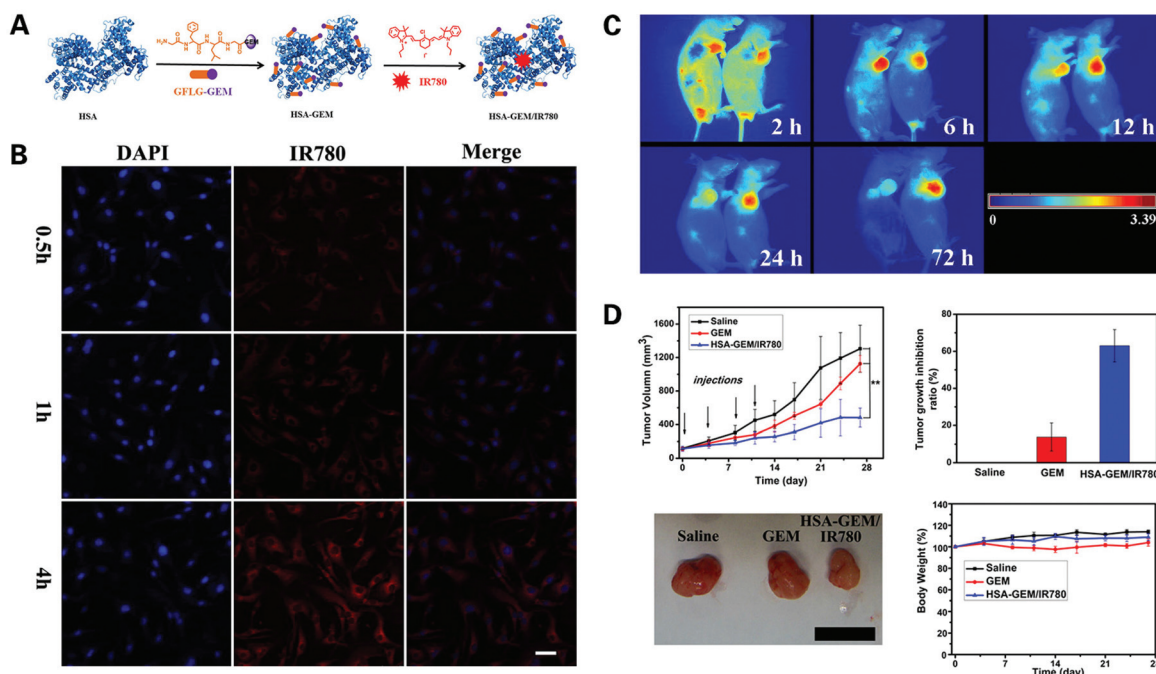 A
H₂N
O
H
N
GEM
GFLG-GEM
Cl
N
I⁻
IR780
HSA
HSA-GEM
HSA-GEM/IR780
B
DAPI
IR780
Merge
0.5h
1h
4h
C
2 h
6 h
12 h
24 h
72 h
0
3.39
D
Tumor Volumn (mm³)
1600
1200
800
400
0
Saline
GEM
HSA-GEM/IR780
injections
**
0 7 14 21 28
Time (day)
Tumor growth inhibition
ratio (%)
80
60
40
20
0
Saline GEM HSA-GEM/IR780
Saline
GEM
HSA-GEM/
IR780
Body Weight (%)
140
120
100
80
60
40
20
0
Saline
GEM
HSA-GEM/IR780
0 7 14 21 28
Time (day)